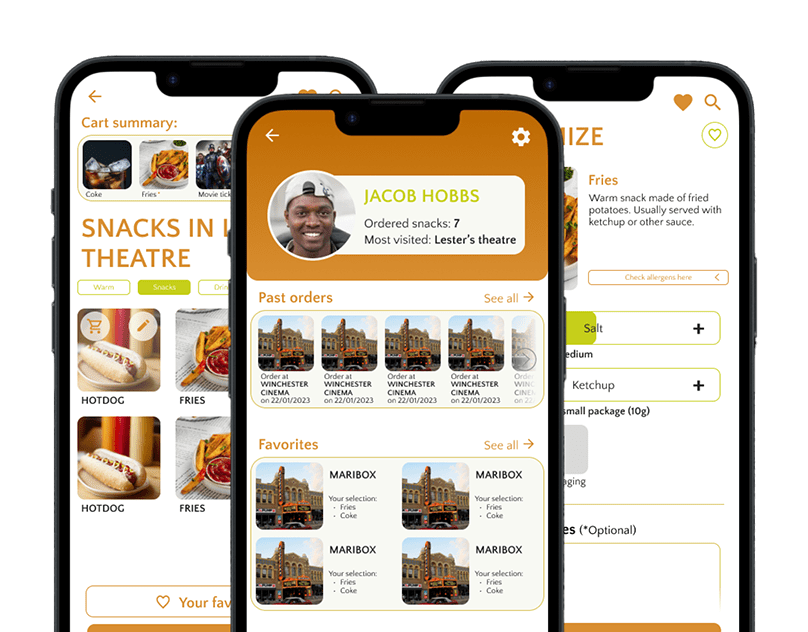 Cart summary:
Coke
Fries
Movie tick
SNACKS IN L
THEATRE
Warm
Snacks
HOTDOG
FRIES
HOTDOG
FRIES
Your fav
JACOB HOBBS
Ordered snacks: 7
Most visited: Lester's theatre
Past orders
See all
Order at
WINCHESTER
CINEMA
on 22/01/2023
Order at
WINCHESTER
CINEMA
on 22/01/2023
Order at
WINCHESTER
CINEMA
on 22/01/2023
Order at
WINCHESTER
CINEMA
on 22/01/2023
Favorites
See all
MARIBOX
Your selection:
• Fries
• Coke
MARIBOX
Your selection:
• Fries
• Coke
MARIBOX
Your selection:
• Fries
• Coke
MARIBOX
Your selection:
• Fries
• Coke
IZE
Fries
Warm snack made of fried
potatoes. Usually served with
ketchup or other sauce.
Check allergens here
Salt
edium
Ketchup
small package (10g)
aging
es (*Optional)